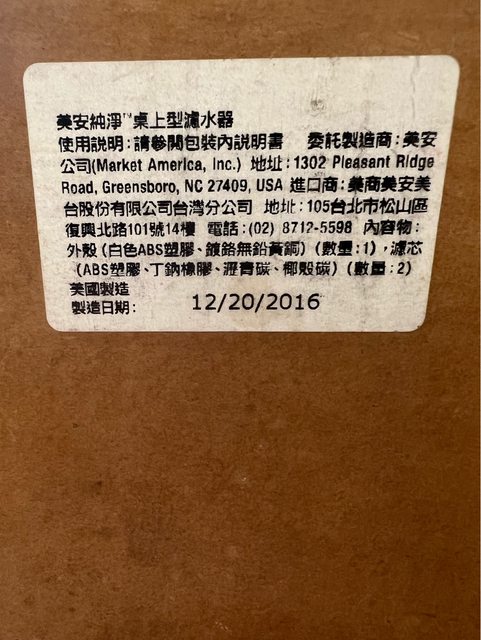 美安純淨™桌上型濾水器
使用說明:請參閱包裝內說明書 委託製造商:美安
公司(Market America, Inc.) 地址:1302 Pleasant Ridge
Road, Greensboro, NC 27409, USA 進口商:藥商美安美
台股份有限公司台灣分公司 地址:105台北市松山區
復興北路101號14樓 電話:(02) 8712-5598 內容物:
外殼(白色ABS塑膠、鍍鉻無鉛黃銅)(數量:1),濾芯
(ABS塑膠、丁鈉橡膠、瀝青碳、椰殼碳)(數量:2)
美國製造
製造日期: 12/20/2016